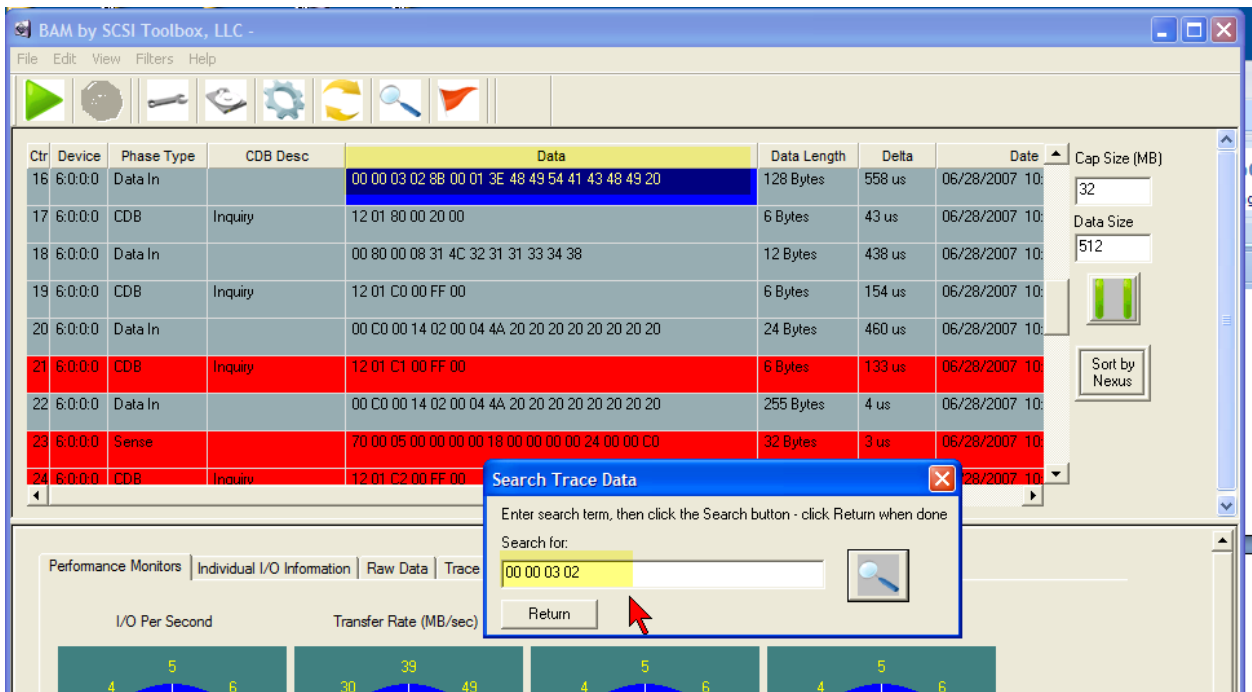 BAM by SCSI Toolbox, LLC -
File Edit View Filters Help
Ctr Device Phase Type CDB Desc Data Data Length Delta Date
16 6:0:0:0 Data In 00 00 03 02 8B 00 01 3E 48 49 54 41 43 48 49 20 128 Bytes 558 us 06/28/2007 10:
17 6:0:0:0 CDB Inquiry 12 01 80 00 20 00 6 Bytes 43 us 06/28/2007 10:
18 6:0:0:0 Data In 00 80 00 08 31 4C 32 31 31 33 34 38 12 Bytes 438 us 06/28/2007 10:
19 6:0:0:0 CDB Inquiry 12 01 C0 00 FF 00 6 Bytes 154 us 06/28/2007 10:
20 6:0:0:0 Data In 00 C0 00 14 02 00 04 4A 20 20 20 20 20 20 20 20 24 Bytes 460 us 06/28/2007 10:
21 6:0:0:0 CDB Inquiry 12 01 C1 00 FF 00 6 Bytes 133 us 06/28/2007 10:
22 6:0:0:0 Data In 00 C0 00 14 02 00 04 4A 20 20 20 20 20 20 20 20 255 Bytes 4 us 06/28/2007 10:
23 6:0:0:0 Sense 70 00 05 00 00 00 00 18 00 00 00 00 24 00 00 C0 32 Bytes 3 us 06/28/2007 10:
24 6:0:0:0 CDB Inquiry 12 01 C2 00 FF 00 28/2007 10:
Cap Size (MB)
32
Data Size
512
Sort by
Nexus
Search Trace Data
Enter search term, then click the Search button - click Return when done
Search for:
00 00 03 02
Return
Performance Monitors Individual I/O Information Raw Data Trace
I/O Per Second Transfer Rate (MB/sec)
5 39 5 5
4 6 30 49 4 6 4 6